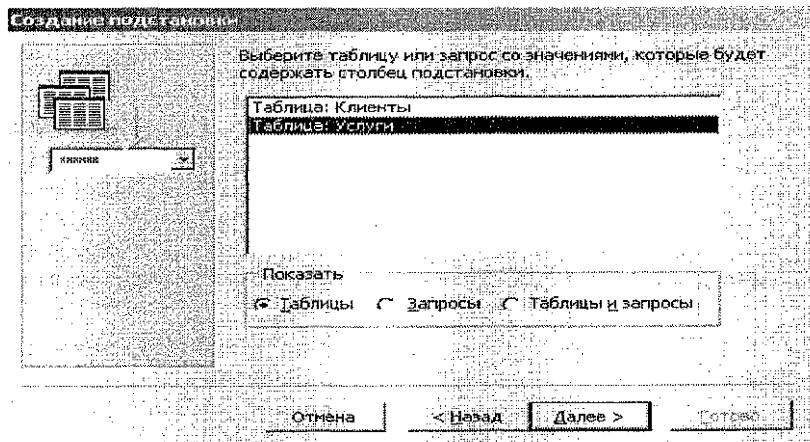 Создание подстановки
Выберите таблицу или запрос со значениями, которые будет
содержать столбец подстановки.
Таблица: Клиенты
Таблица: Услуги
Показать
Таблицы
Запросы
Таблицы и запросы
Отмена
< Назад
Далее >
Готово